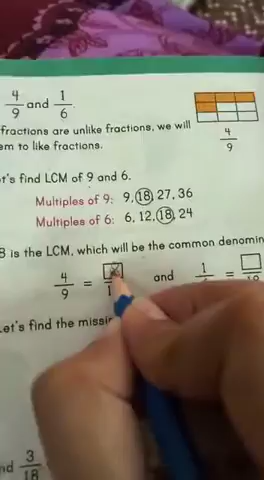 4/9 and 1/6.
4/9
fractions are unlike fractions, we will
em to like fractions.
t's find LCM of 9 and 6.
Multiples of 9: 9, 18, 27, 36
Multiples of 6: 6, 12, 18, 24
8 is the LCM, which will be the common denomin
4/9 = and 1/ =
Let's find the missi
nd 3/18